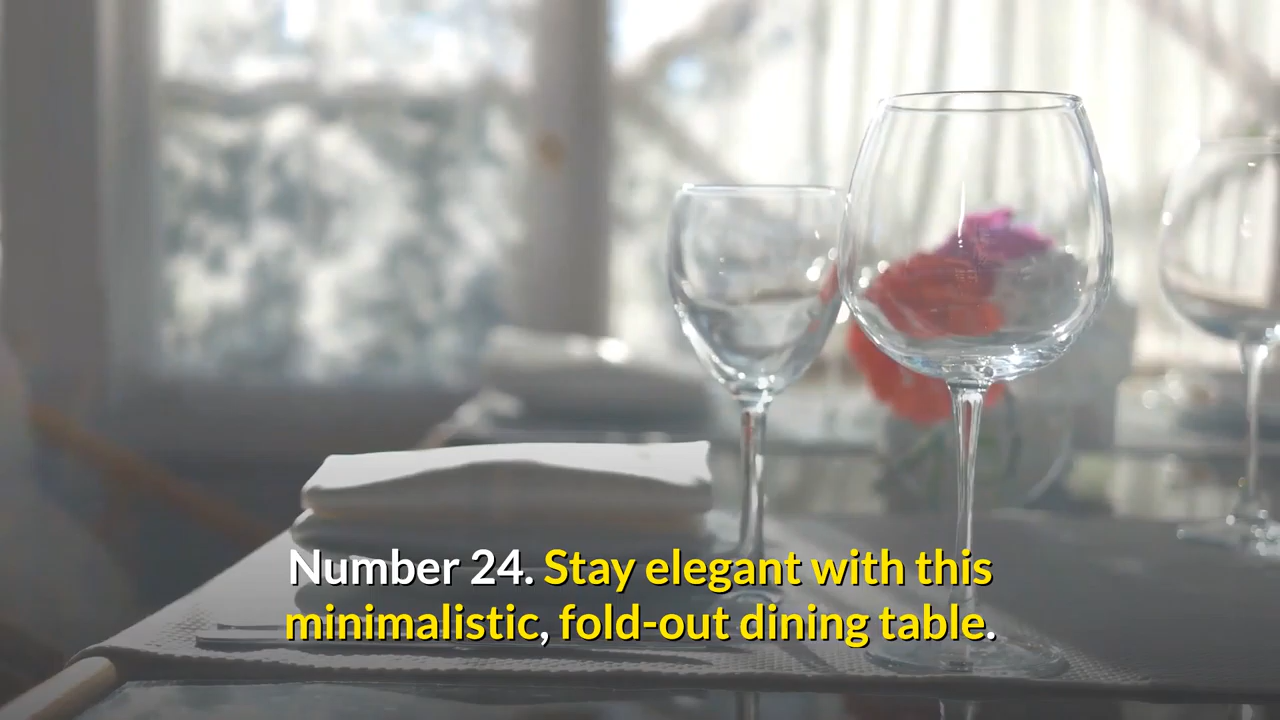 Number 24. Stay elegant with this
minimalistic, fold-out dining table.